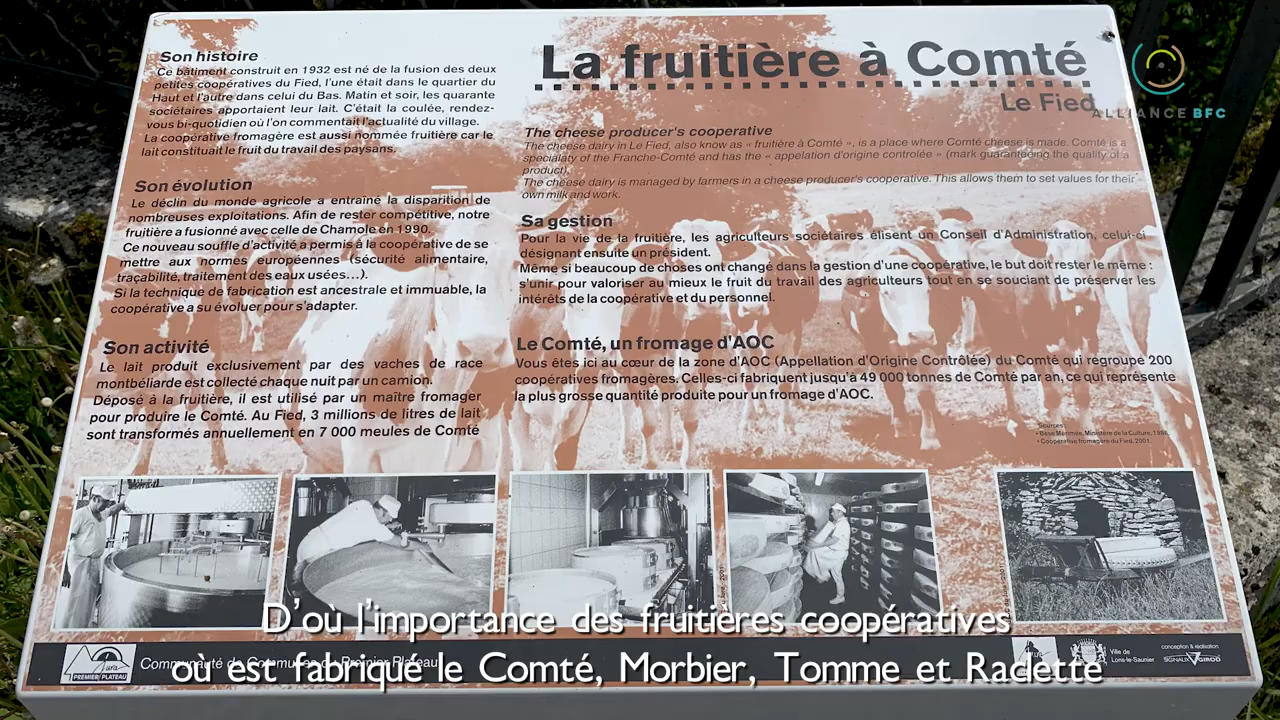 La fruitière à Comté
Le Fied
Son histoire
Ce bâtiment construit en 1932 est né de la fusion des deux
petites coopératives du Fied, l'une était dans le quartier du
Haut et l'autre dans celui du Bas. Matin et soir, les quarante
sociétaires apportaient leur lait. C'était la coulée, rendez-
vous bi-quotidien où l'on commentait l'actualité du village.
La coopérative fromagère est aussi nommée fruitière car le
lait constituait le fruit du travail des paysans.
Son évolution
Le déclin du monde agricole a entraîné la disparition de
nombreuses exploitations. Afin de rester compétitive, notre
fruitière a fusionné avec celle de Chamole en 1990.
Ce nouveau souffle d'activité a permis à la coopérative de se
mettre aux normes européennes (sécurité alimentaire,
traçabilité, traitement des eaux usées...).
Si la technique de fabrication est ancestrale et immuable, la
coopérative a su évoluer pour s'adapter.
Son activité
Le lait produit exclusivement par des vaches de race
montbéliarde est collecté chaque nuit par un camion.
Déposé à la fruitière, il est utilisé par un maître fromager
pour produire le Comté. Au Fied, 3 millions de litres de lait
sont transformés annuellement en 7 000 meules de Comté
The cheese producer's cooperative
The cheese dairy in Le Fied, also know as « fruitière à Comté », is a place where Comté cheese is made. Comté is a
specialaty of the Franche-Comté and has the « appelation d'origine controlée » (mark guaranteeing the quality of a
product).
The cheese dairy is managed by farmers in a cheese producer's cooperative. This allows them to set values for their
own milk and work.
Sa gestion
Pour la vie de la fruitière, les agriculteurs sociétaires élisent un Conseil d'Administration, celui-ci
désignant ensuite un président.
Même si beaucoup de choses ont changé dans la gestion d'une coopérative, le but doit rester le même :
s'unir pour valoriser au mieux le fruit du travail des agriculteurs tout en se souciant de préserver les
intérêts de la coopérative et du personnel.
Le Comté, un fromage d'AOC
Vous êtes ici au cœur de la zone d'AOC (Appellation d'Origine Contrôlée) du Comté qui regroupe 200
coopératives fromagères. Celles-ci fabriquent jusqu'à 49 000 tonnes de Comté par an, ce qui représente
la plus grosse quantité produite pour un fromage d'AOC.
Sources :
• Base Mérimée, Ministère de la Culture, 1986.
• Coopérative fromagère du Fied, 2001.
Communauté de Communes du Premier Plateau
Jura
PREMIER PLATEAU
Ville de
Lons-le-Saunier
conception & réalisation
SIGNAUX GIROD
ALLIANCE BFC
D'où l'importance des fruitières coopératives
où est fabriqué le Comté, Morbier, Tomme et Raclette